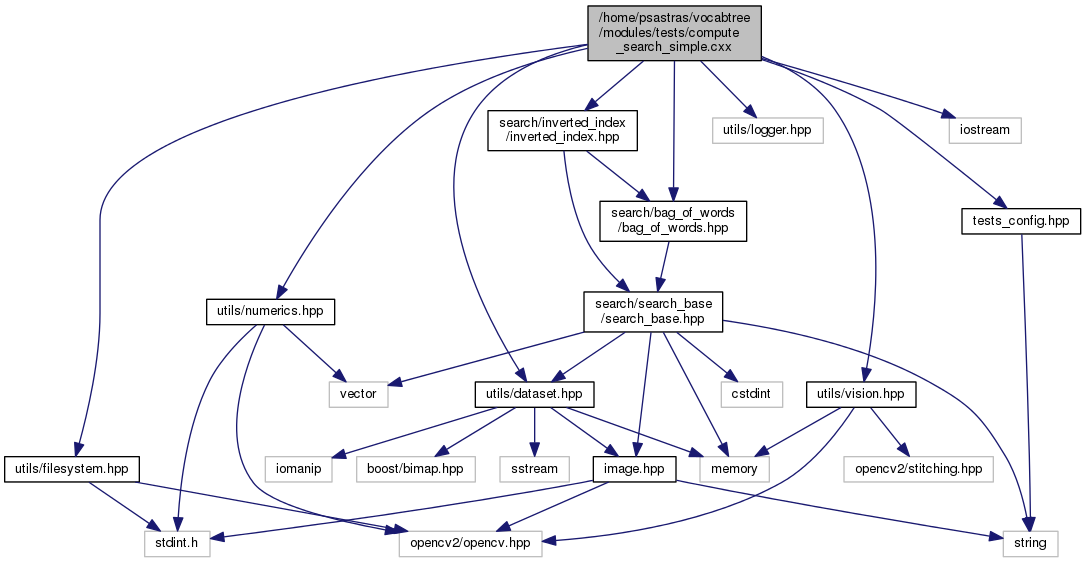 /home/psastras/vocabtree
/modules/tests/compute
_search_simple.cxx
search/inverted_index
/inverted_index.hpp
utils/logger.hpp
iostream
search/bag_of_words
/bag_of_words.hpp
tests_config.hpp
utils/numerics.hpp
search/search_base
/search_base.hpp
vector
utils/dataset.hpp
cstdint
utils/vision.hpp
utils/filesystem.hpp
iomanip
boost/bimap.hpp
sstream
image.hpp
memory
opencv2/stitching.hpp
stdint.h
opencv2/opencv.hpp
string